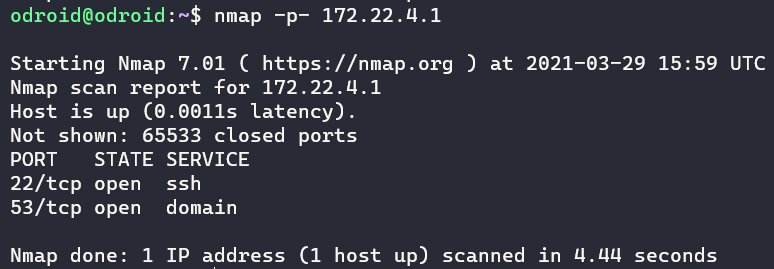 odroid@odroid:~$ nmap -p- 172.22.4.1
Starting Nmap 7.01 ( https://nmap.org ) at 2021-03-29 15:59 UTC
Nmap scan report for 172.22.4.1
Host is up (0.0011s latency).
Not shown: 65533 closed ports
PORT   STATE SERVICE
22/tcp open  ssh
53/tcp open  domain
Nmap done: 1 IP address (1 host up) scanned in 4.44 seconds